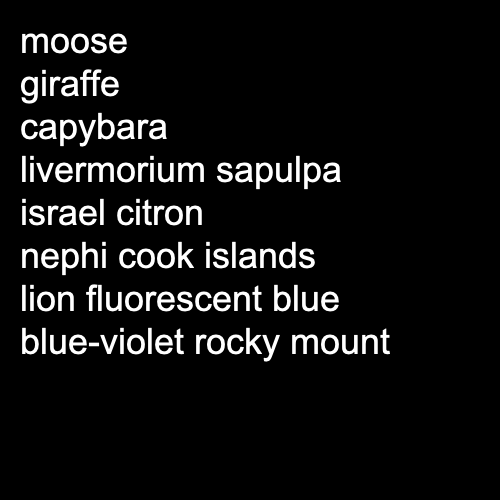 moose
giraffe
capybara
livermorium sapulpa
israel citron
nephi cook islands
lion fluorescent blue
blue-violet rocky mount